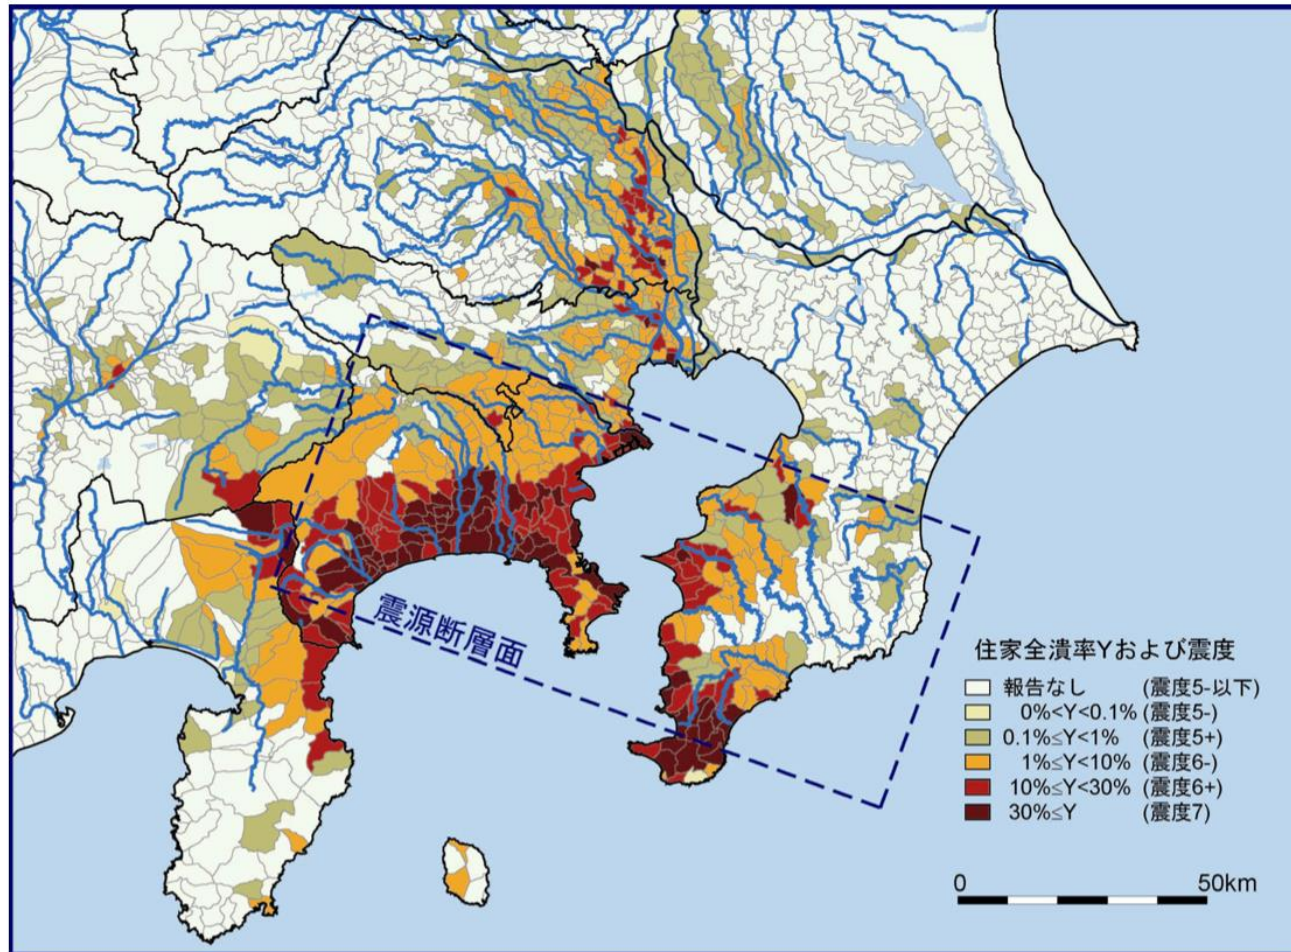 震源断層面
住家全潰率Yおよび震度
報告なし (震度5-以下)
0%<Y<0.1% (震度5-)
0.1%≤Y<1% (震度5+)
1%≤Y<10% (震度6-)
10%≤Y<30% (震度6+)
30%≤Y (震度7)
0 50km